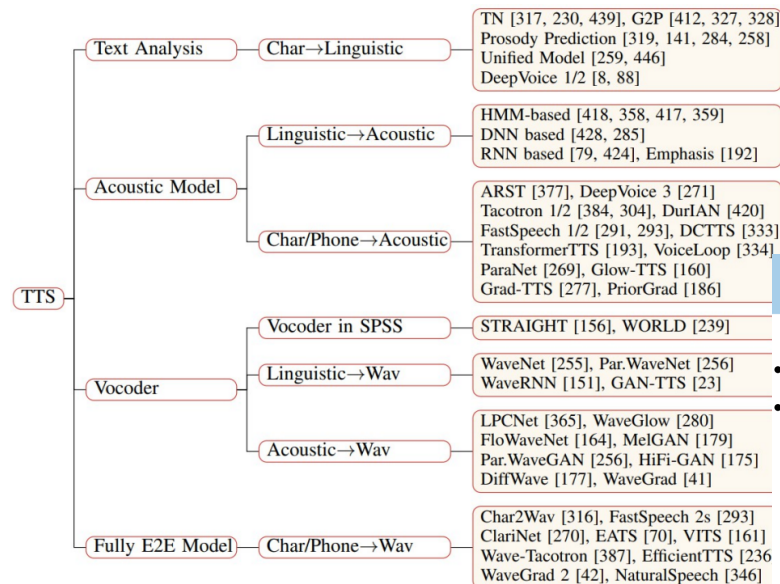 TTS
Text Analysis
Char→Linguistic
TN [317, 230, 439], G2P [412, 327, 328]
Prosody Prediction [319, 141, 284, 258]
Unified Model [259, 446]
DeepVoice 1/2 [8, 88]
Acoustic Model
Linguistic→Acoustic
HMM-based [418, 358, 417, 359]
DNN based [428, 285]
RNN based [79, 424], Emphasis [192]
Char/Phone→Acoustic
ARST [377], DeepVoice 3 [271]
Tacotron 1/2 [384, 304], DurIAN [420]
FastSpeech 1/2 [291, 293], DCTTS [333]
TransformerTTS [193], VoiceLoop [334]
ParaNet [269], Glow-TTS [160]
Grad-TTS [277], PriorGrad [186]
Vocoder
Vocoder in SPSS
STRAIGHT [156], WORLD [239]
Linguistic→Wav
WaveNet [255], Par.WaveNet [256]
WaveRNN [151], GAN-TTS [23]
Acoustic→Wav
LPCNet [365], WaveGlow [280]
FloWaveNet [164], MelGAN [179]
Par.WaveGAN [256], HiFi-GAN [175]
DiffWave [177], WaveGrad [41]
Fully E2E Model
Char/Phone→Wav
Char2Wav [316], FastSpeech 2s [293]
ClariNet [270], EATS [70], VITS [161]
Wave-Tacotron [387], EfficientTTS [236
WaveGrad 2 [42], NaturalSpeech [346]